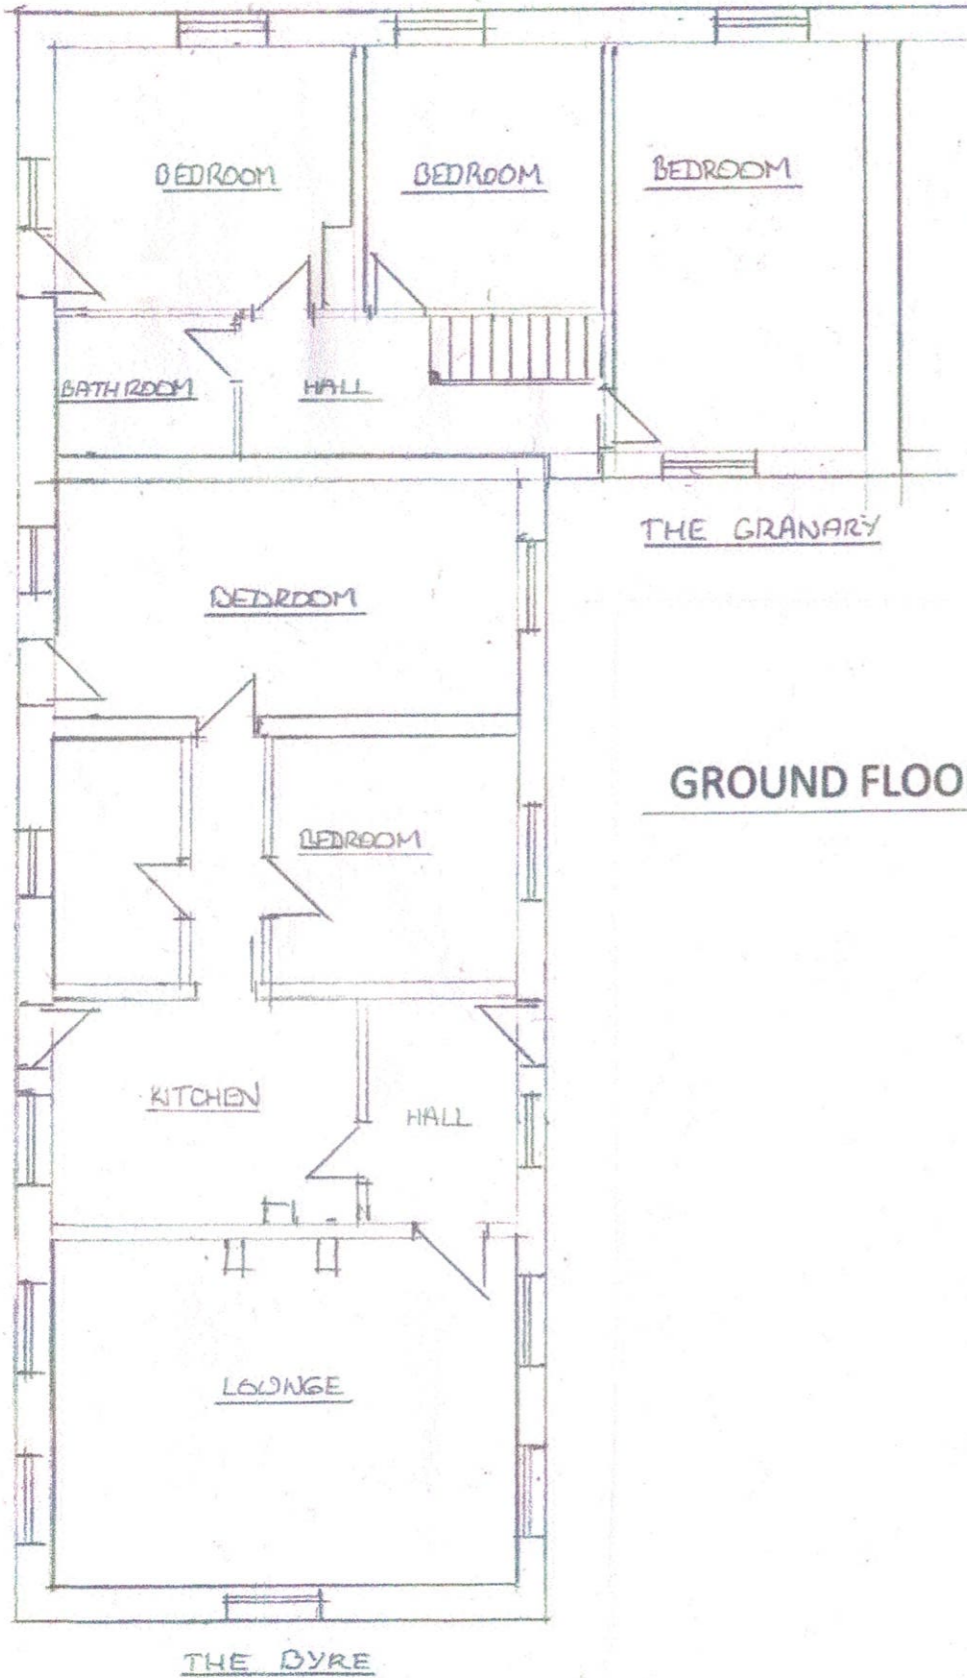 BEDROOM
BEDROOM
BEDROOM
BATHROOM
HALL
THE GRANARY
BEDROOM
GROUND FLOO
BEDROOM
KITCHEN
HALL
LOUNGE
THE BYRE